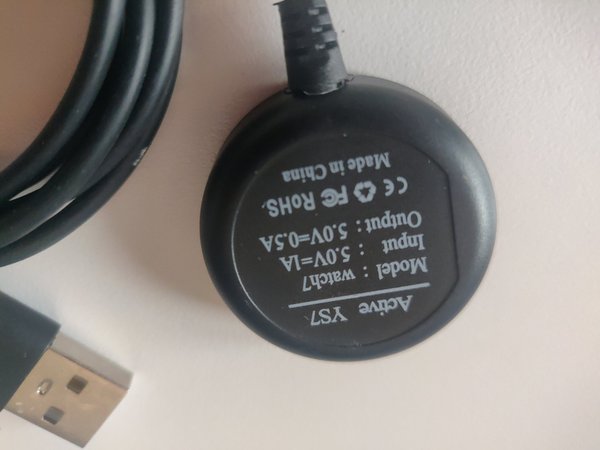 Active YS7
Model : watch7
Input : 5.0V=1A
Output : 5.0V=0.5A
CE FC RoHS
Made in China